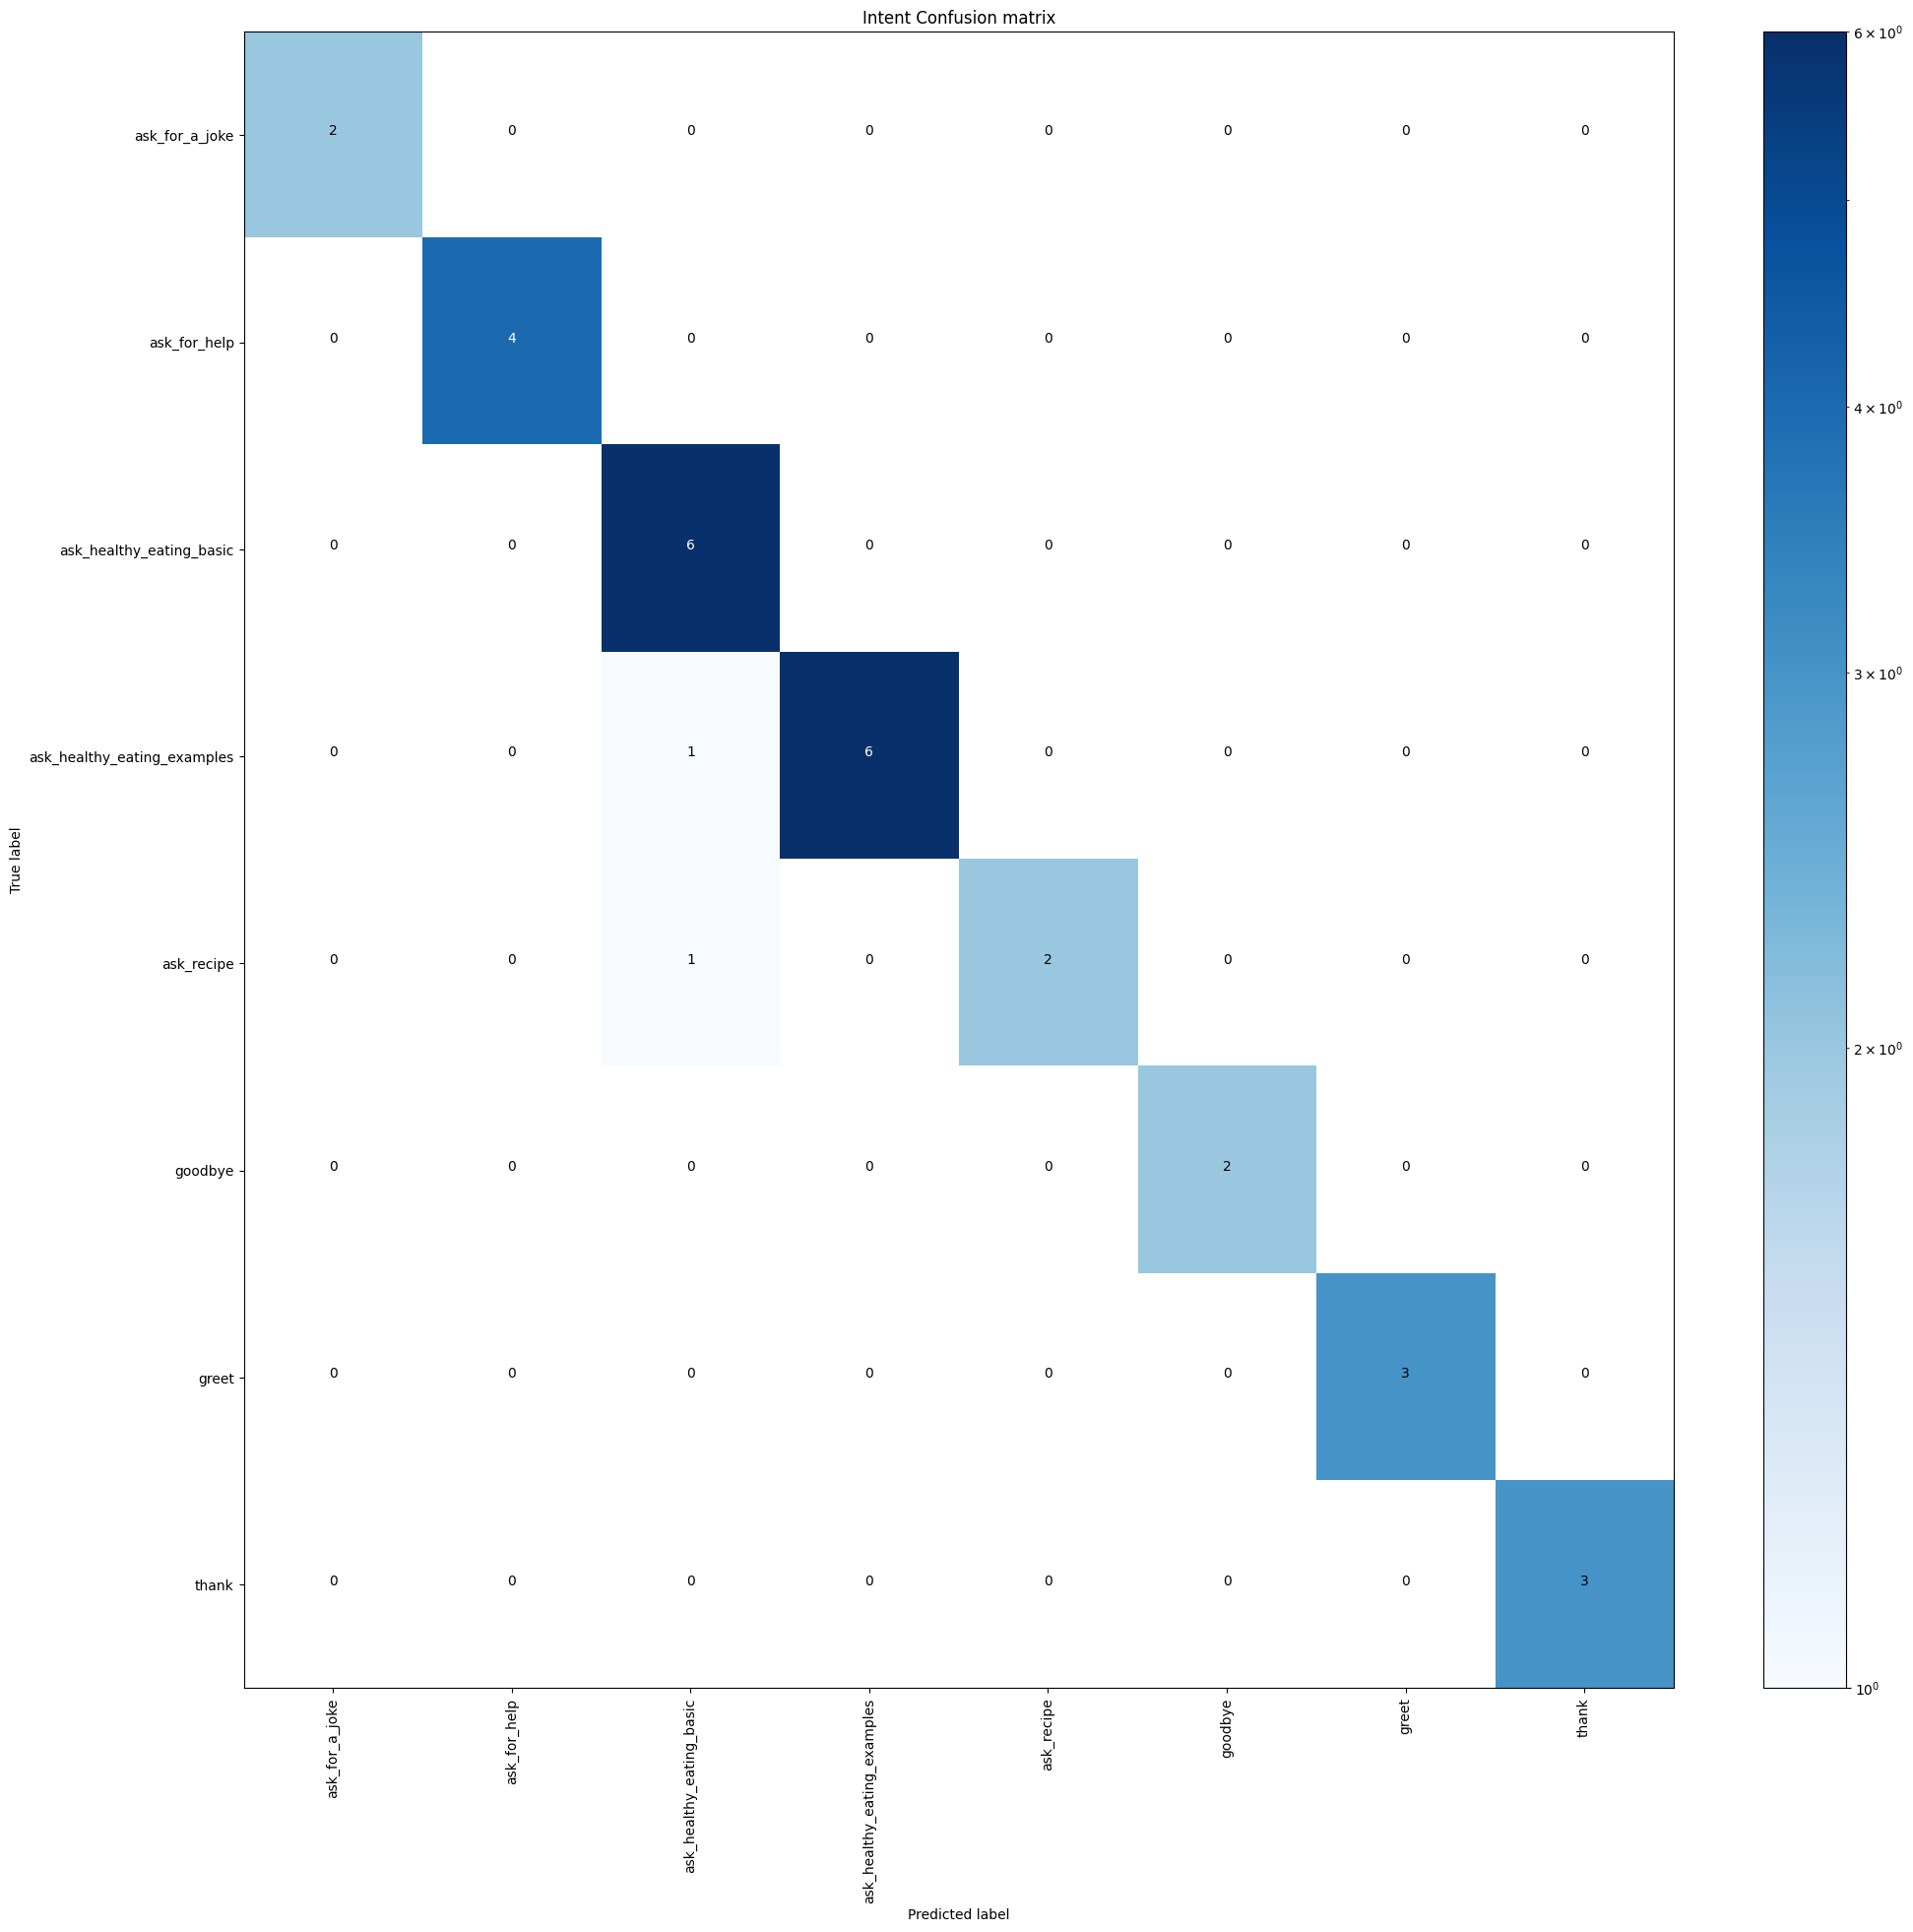 Intent Confusion matrix
ask_for_a_joke 2 0 0 0 0 0 0 0
ask_for_help 0 4 0 0 0 0 0 0
ask_healthy_eating_basic 0 0 6 0 0 0 0 0
ask_healthy_eating_examples 0 0 1 6 0 0 0 0
ask_recipe 0 0 1 0 2 0 0 0
goodbye 0 0 0 0 0 2 0 0
greet 0 0 0 0 0 0 3 0
thank 0 0 0 0 0 0 0 3
True label
ask_for_a_joke
ask_for_help
ask_healthy_eating_basic
ask_healthy_eating_examples
ask_recipe
goodbye
greet
thank
Predicted label
6 × 10⁰
4 × 10⁰
3 × 10⁰
2 × 10⁰
10⁰